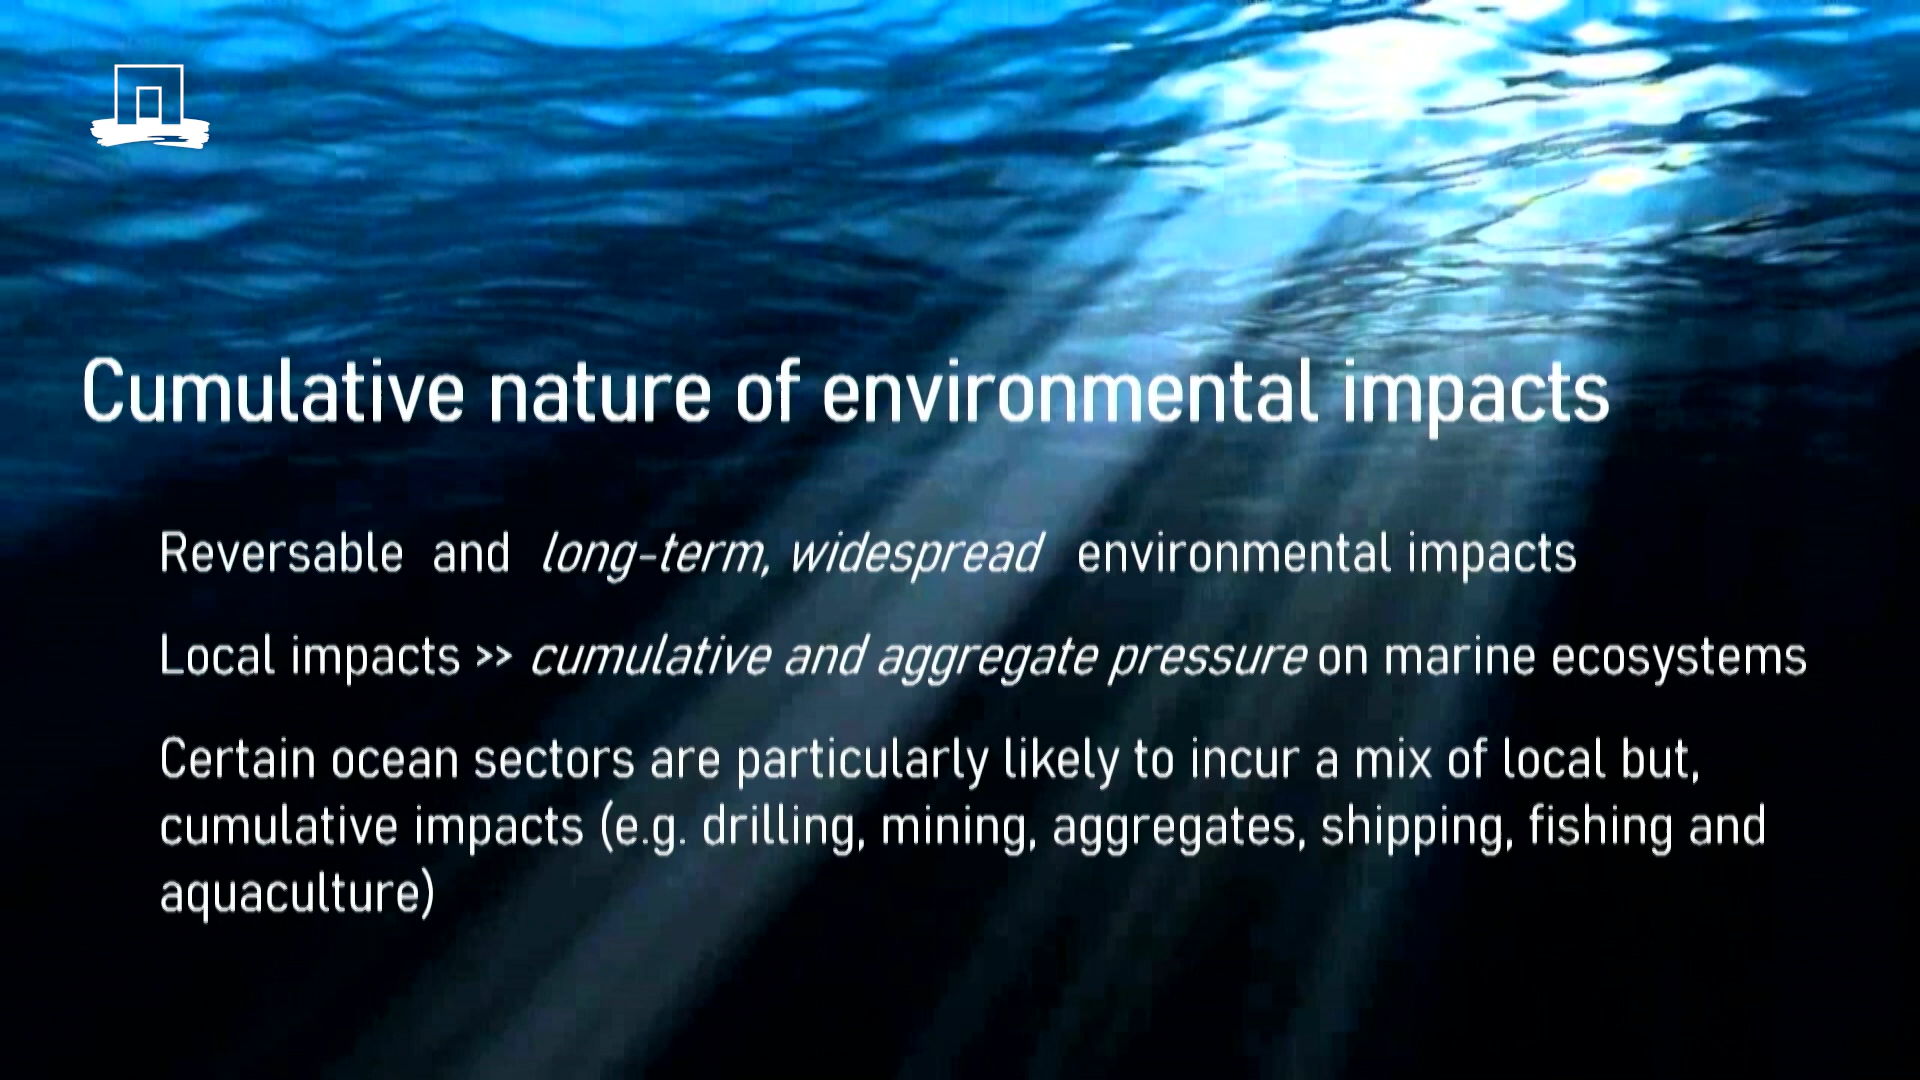 Cumulative nature of environmental impacts
Reversable and long-term, widespread environmental impacts
Local impacts >> cumulative and aggregate pressure on marine ecosystems
Certain ocean sectors are particularly likely to incur a mix of local but,
cumulative impacts (e.g. drilling, mining, aggregates, shipping, fishing and
aquaculture)